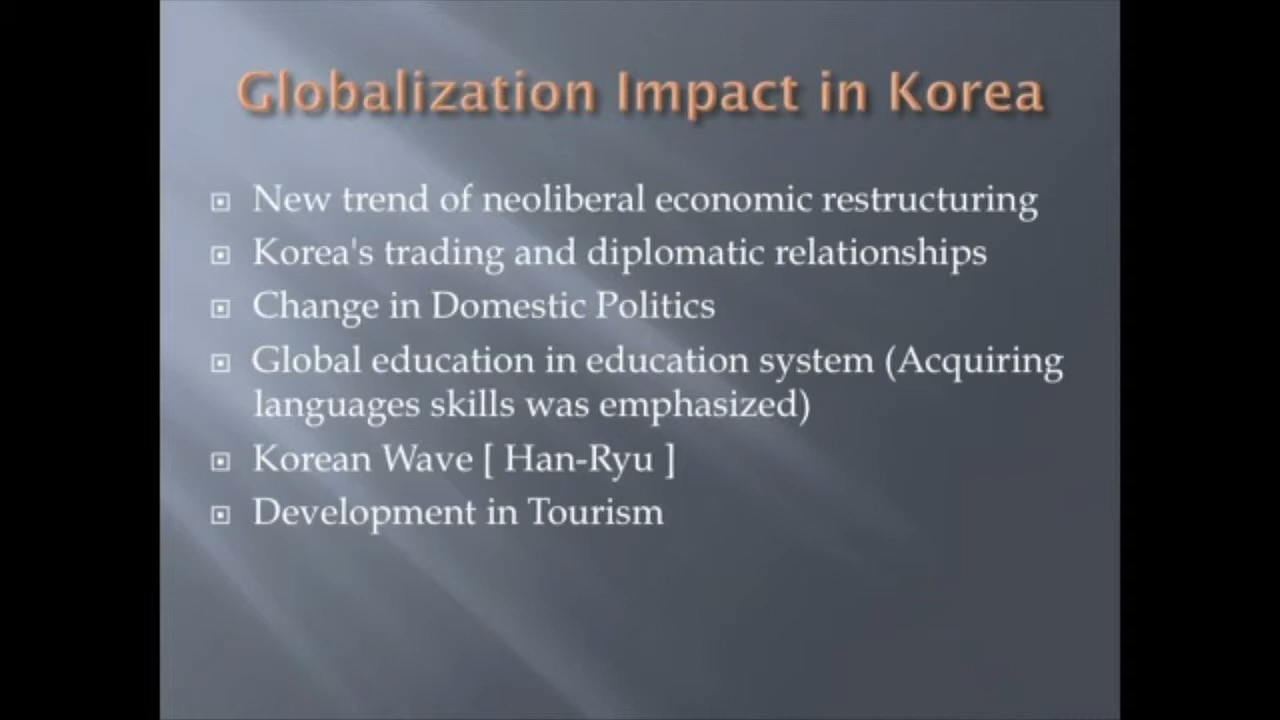 Globalization Impact in Korea
New trend of neoliberal economic restructuring
Korea's trading and diplomatic relationships
Change in Domestic Politics
Global education in education system (Acquiring
languages skills was emphasized)
Korean Wave [ Han-Ryu ]
Development in Tourism